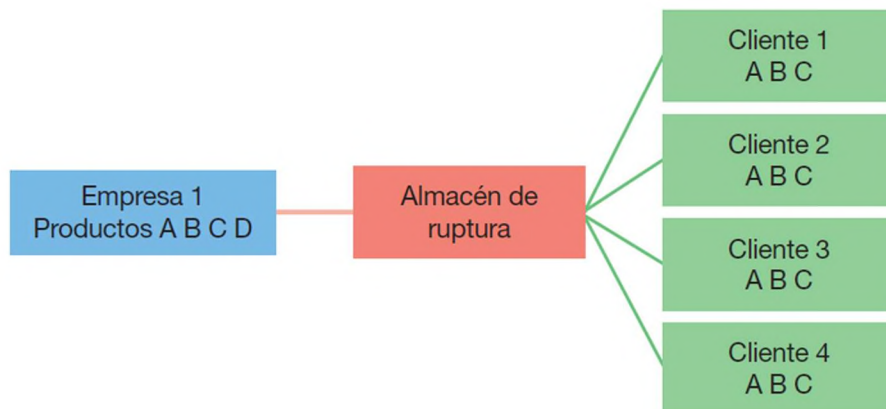 Empresa 1
Productos A B C D
Almacén de
ruptura
Cliente 1
A B C
Cliente 2
A B C
Cliente 3
A B C
Cliente 4
A B C